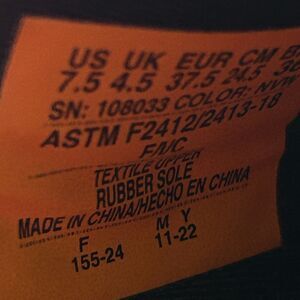 US UK EUR CM
7.5 4.5 37.5 24.5
SN: 108033 COLOR: NVW
ASTM F2412/2413-18
TEXTILE UPPER
RUBBER SOLE
MADE IN CHINA/HECHO EN CHINA
F M Y
155-24 11-22